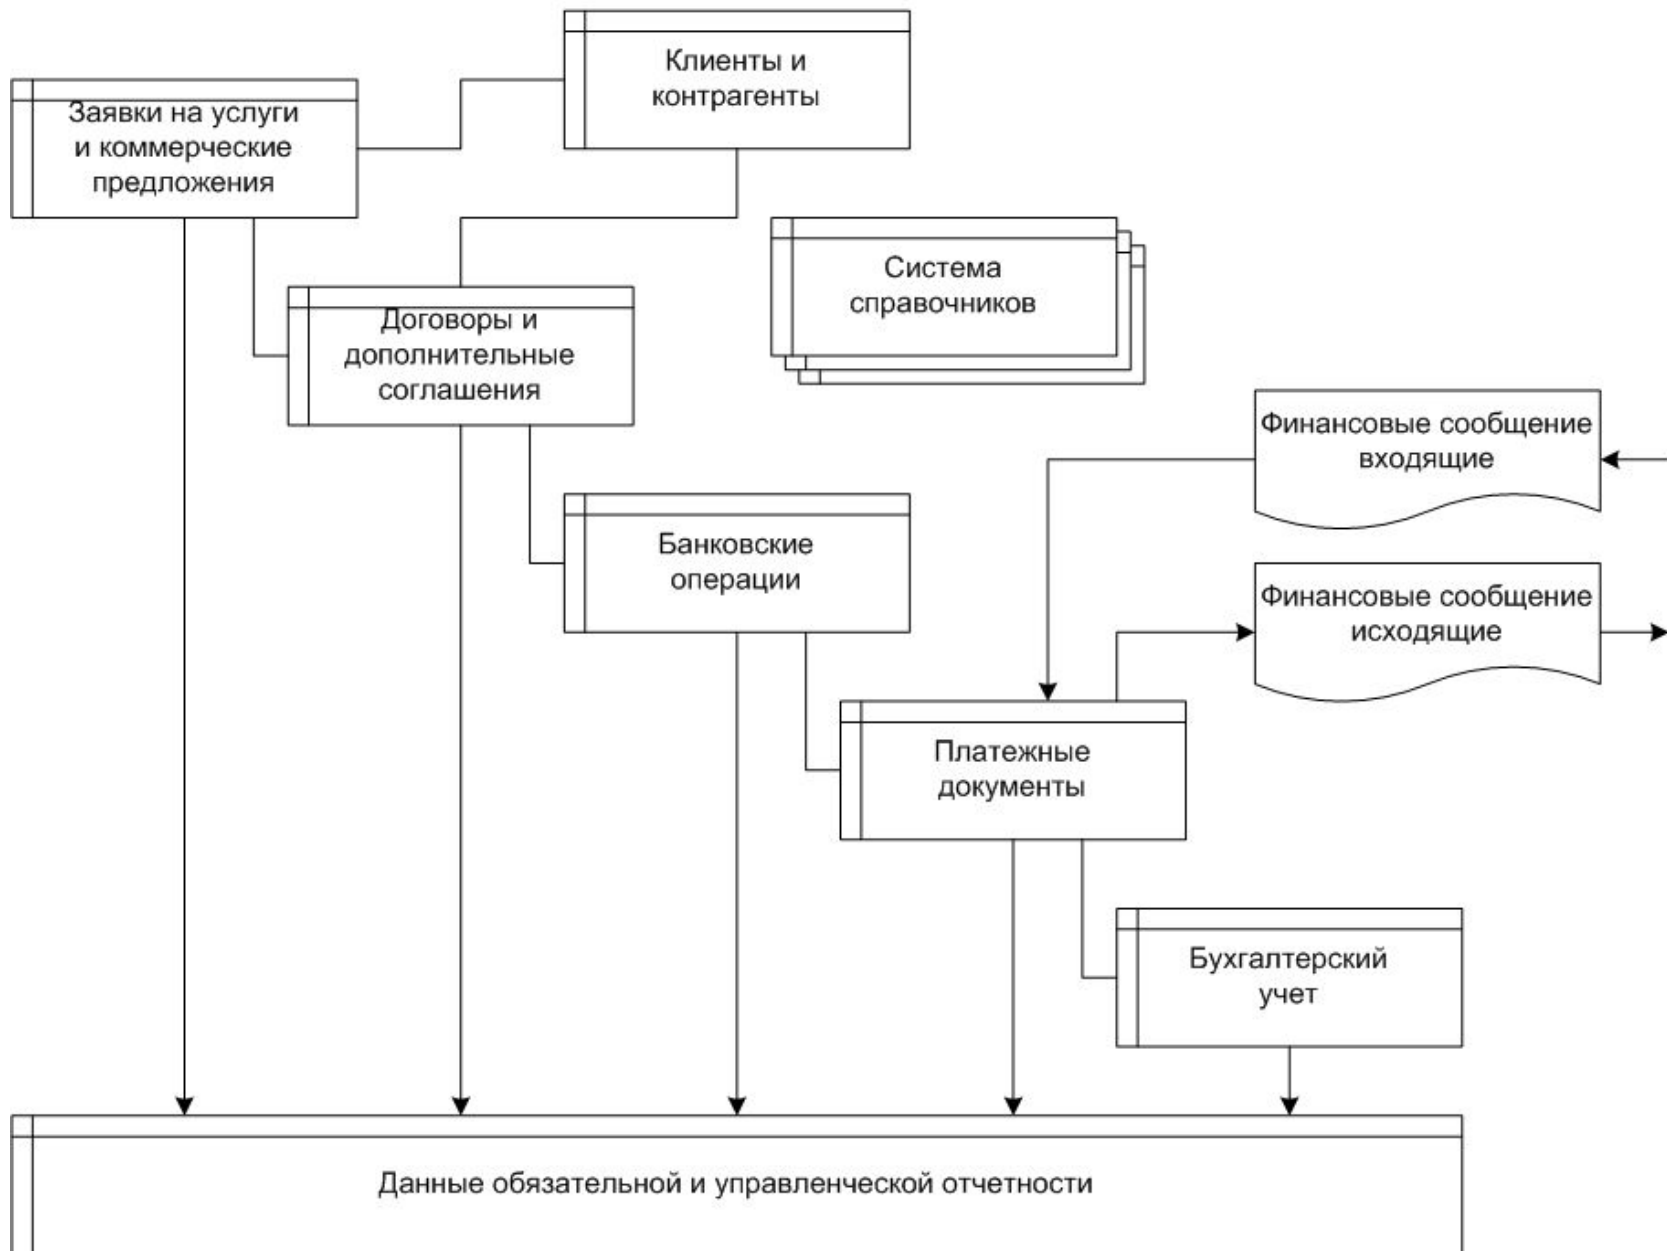 Клиенты и
контрагенты
Заявки на услуги
и коммерческие
предложения
Система
справочников
Договоры и
дополнительные
соглашения
Финансовые сообщение
входящие
Банковские
операции
Финансовые сообщение
исходящие
Платежные
документы
Бухгалтерский
учет
Данные обязательной и управленческой отчетности